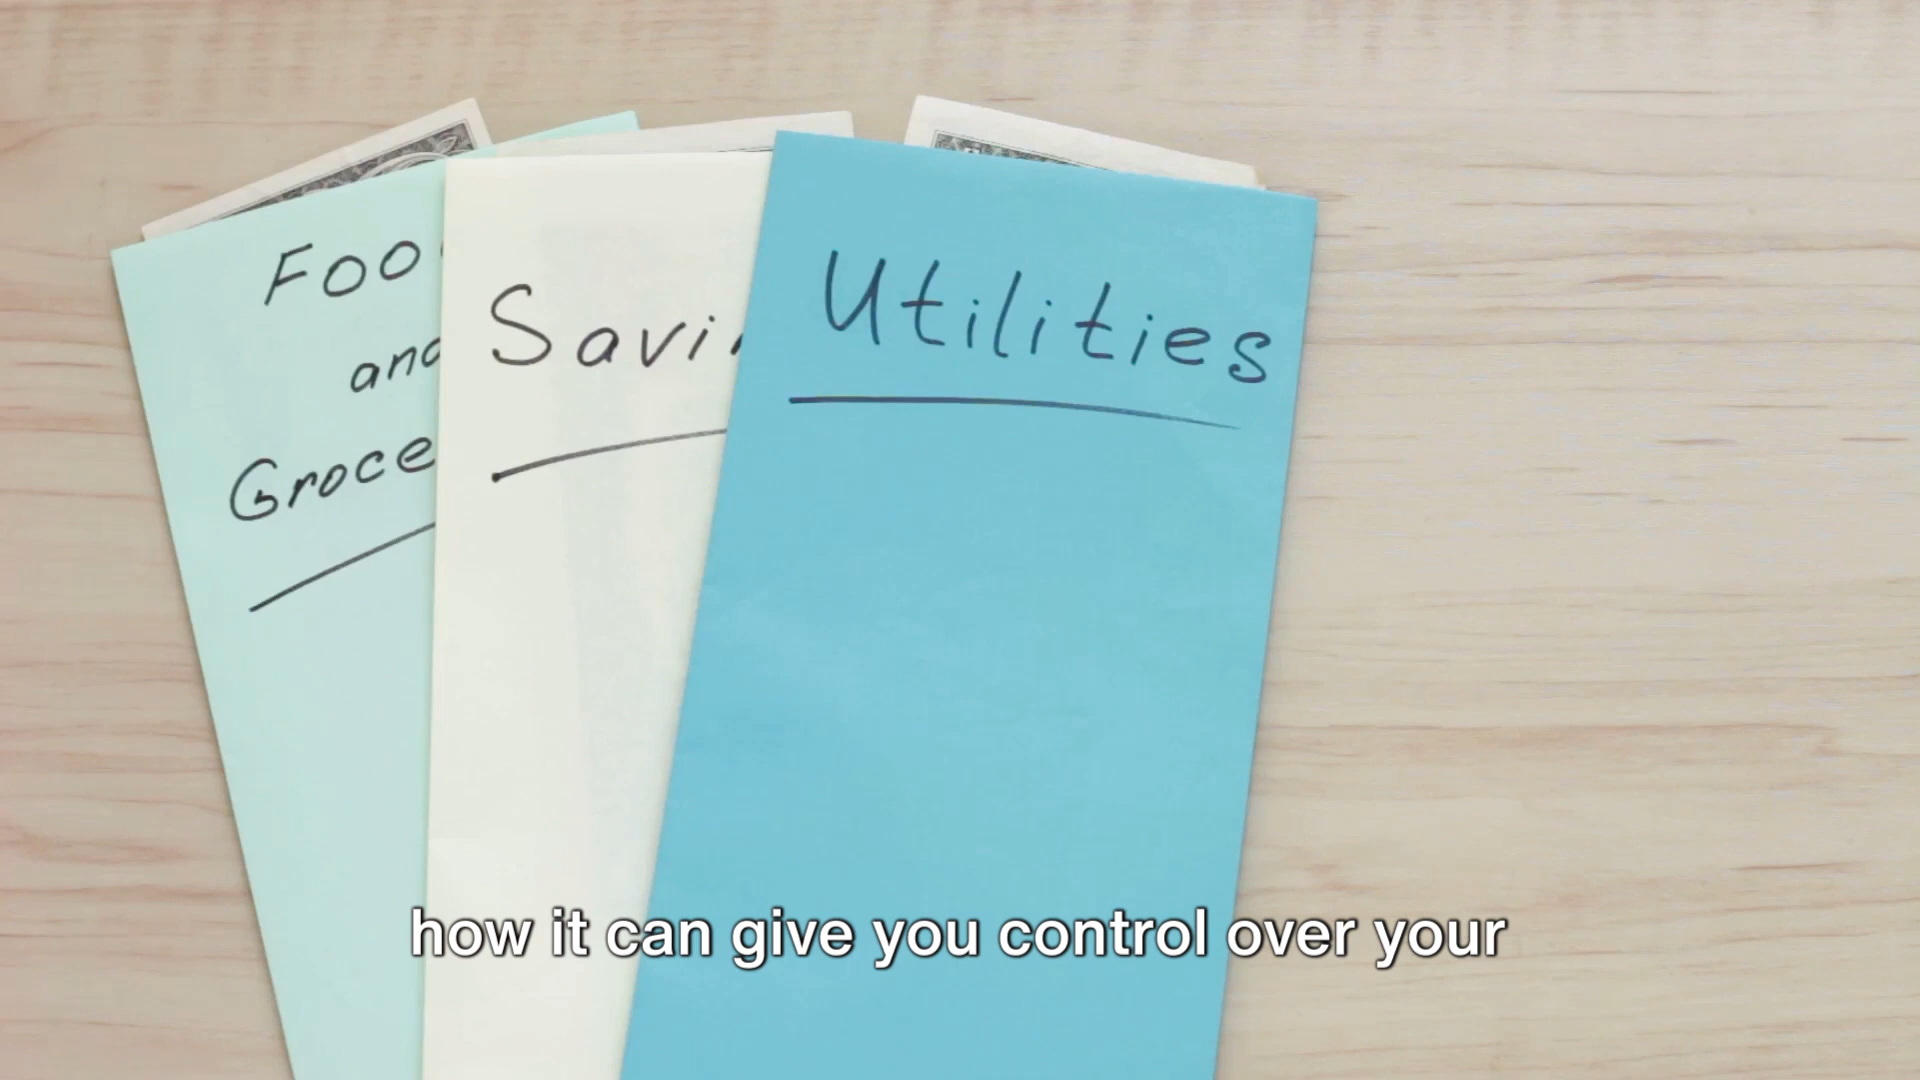 Foo
and
Groce
Savi
Utilities
how it can give you control over your